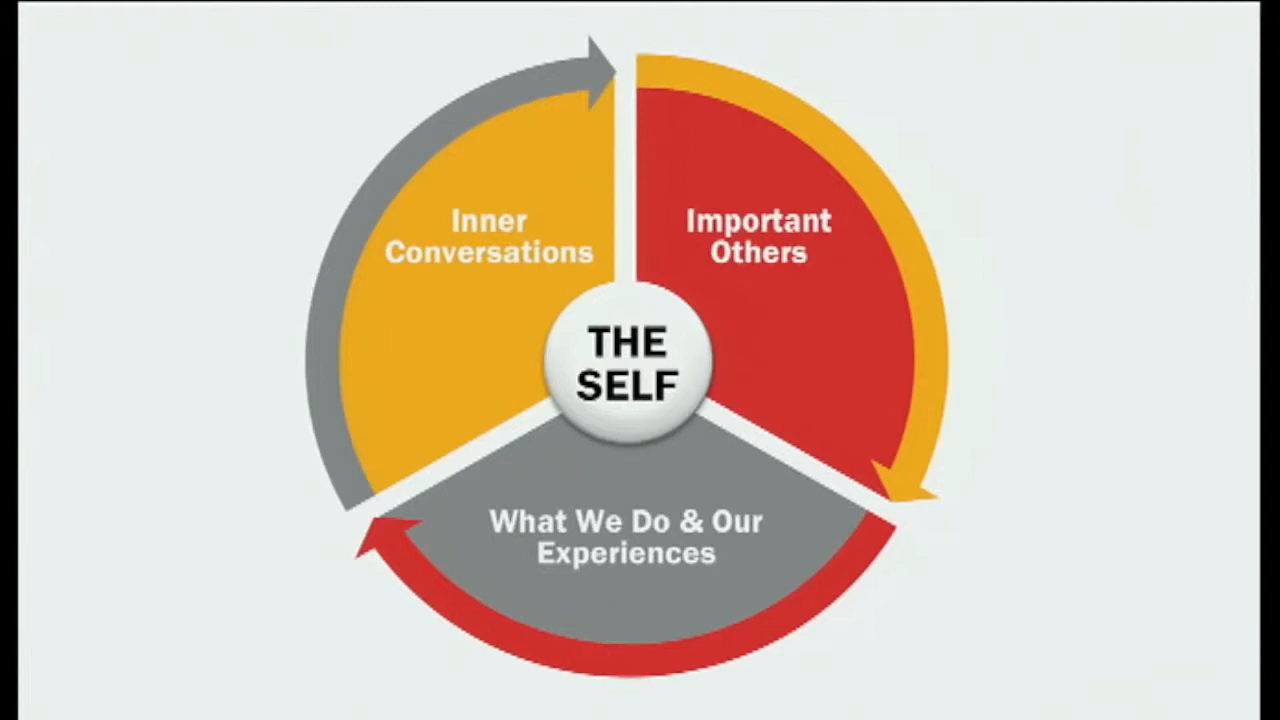 Inner
Conversations
Important
Others
THE
SELF
What We Do & Our
Experiences